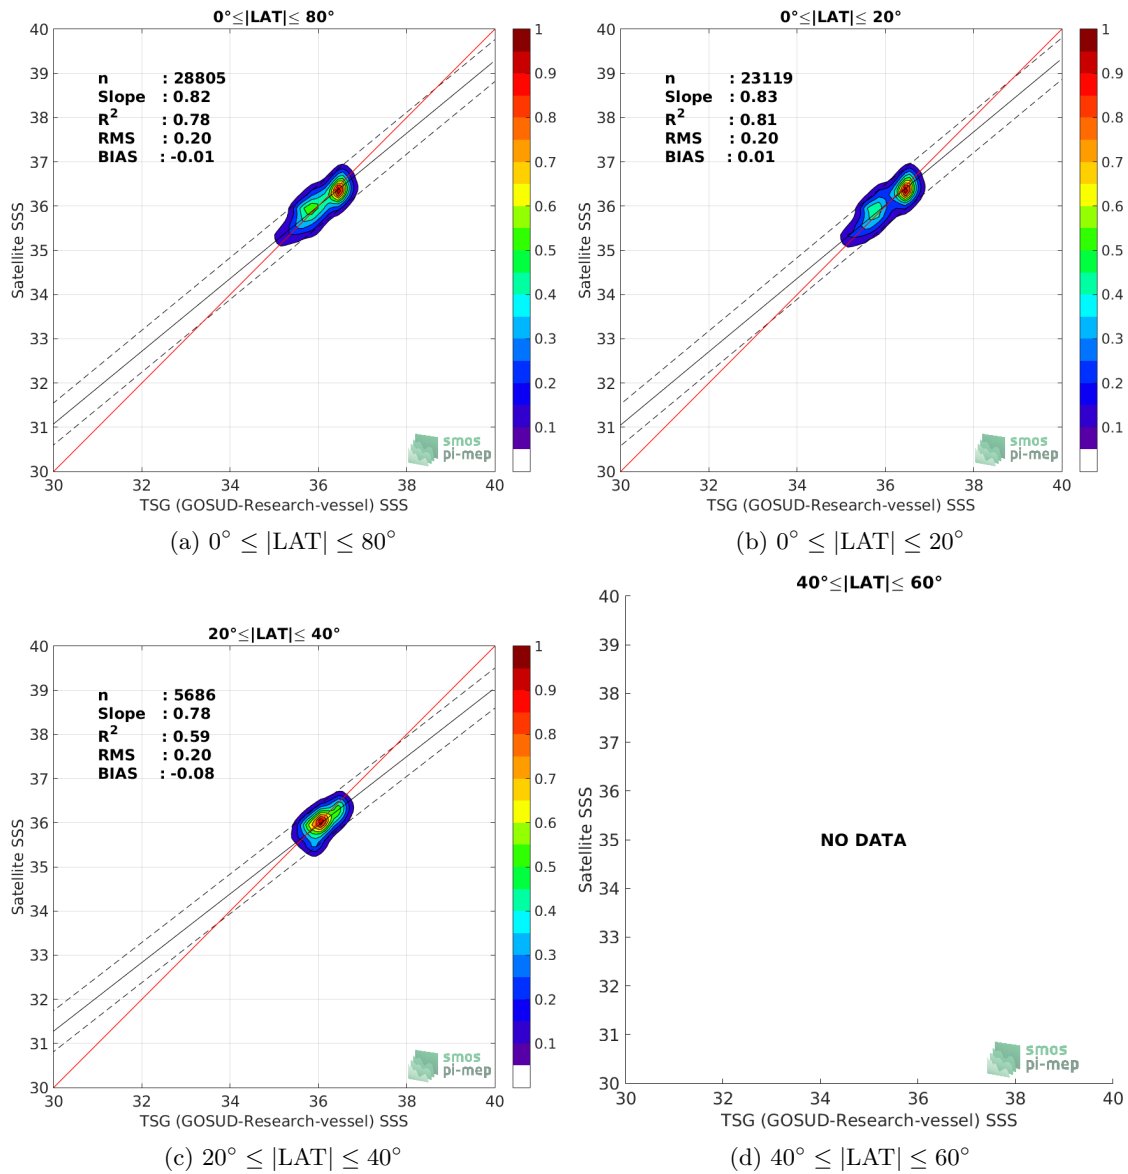 0°≤|LAT|≤ 80°
40
39
38
37
36
35
34
33
32
31
30
Satellite SSS
n : 28805
Slope : 0.82
R2 : 0.78
RMS : 0.20
BIAS : -0.01
smos
pi-mep
30 32 34 36 38 40
TSG (GOSUD-Research-vessel) SSS
1
0.9
0.8
0.7
0.6
0.5
0.4
0.3
0.2
0.1
(a) 0° ≤ |LAT| ≤ 80°
0°≤|LAT|≤ 20°
40
39
38
37
36
35
34
33
32
31
30
Satellite SSS
n : 23119
Slope : 0.83
R2 : 0.81
RMS : 0.20
BIAS : 0.01
smos
pi-mep
30 32 34 36 38 40
TSG (GOSUD-Research-vessel) SSS
1
0.9
0.8
0.7
0.6
0.5
0.4
0.3
0.2
0.1
(b) 0° ≤ |LAT| ≤ 20°
20°≤|LAT|≤ 40°
40
39
38
37
36
35
34
33
32
31
30
Satellite SSS
n : 5686
Slope : 0.78
R2 : 0.59
RMS : 0.20
BIAS : -0.08
smos
pi-mep
30 32 34 36 38 40
TSG (GOSUD-Research-vessel) SSS
1
0.9
0.8
0.7
0.6
0.5
0.4
0.3
0.2
0.1
(c) 20° ≤ |LAT| ≤ 40°
40°≤|LAT|≤ 60°
40
39
38
37
36
35
34
33
32
31
30
Satellite SSS
NO DATA
smos
pi-mep
30 32 34 36 38 40
TSG (GOSUD-Research-vessel) SSS
(d) 40° ≤ |LAT| ≤ 60°